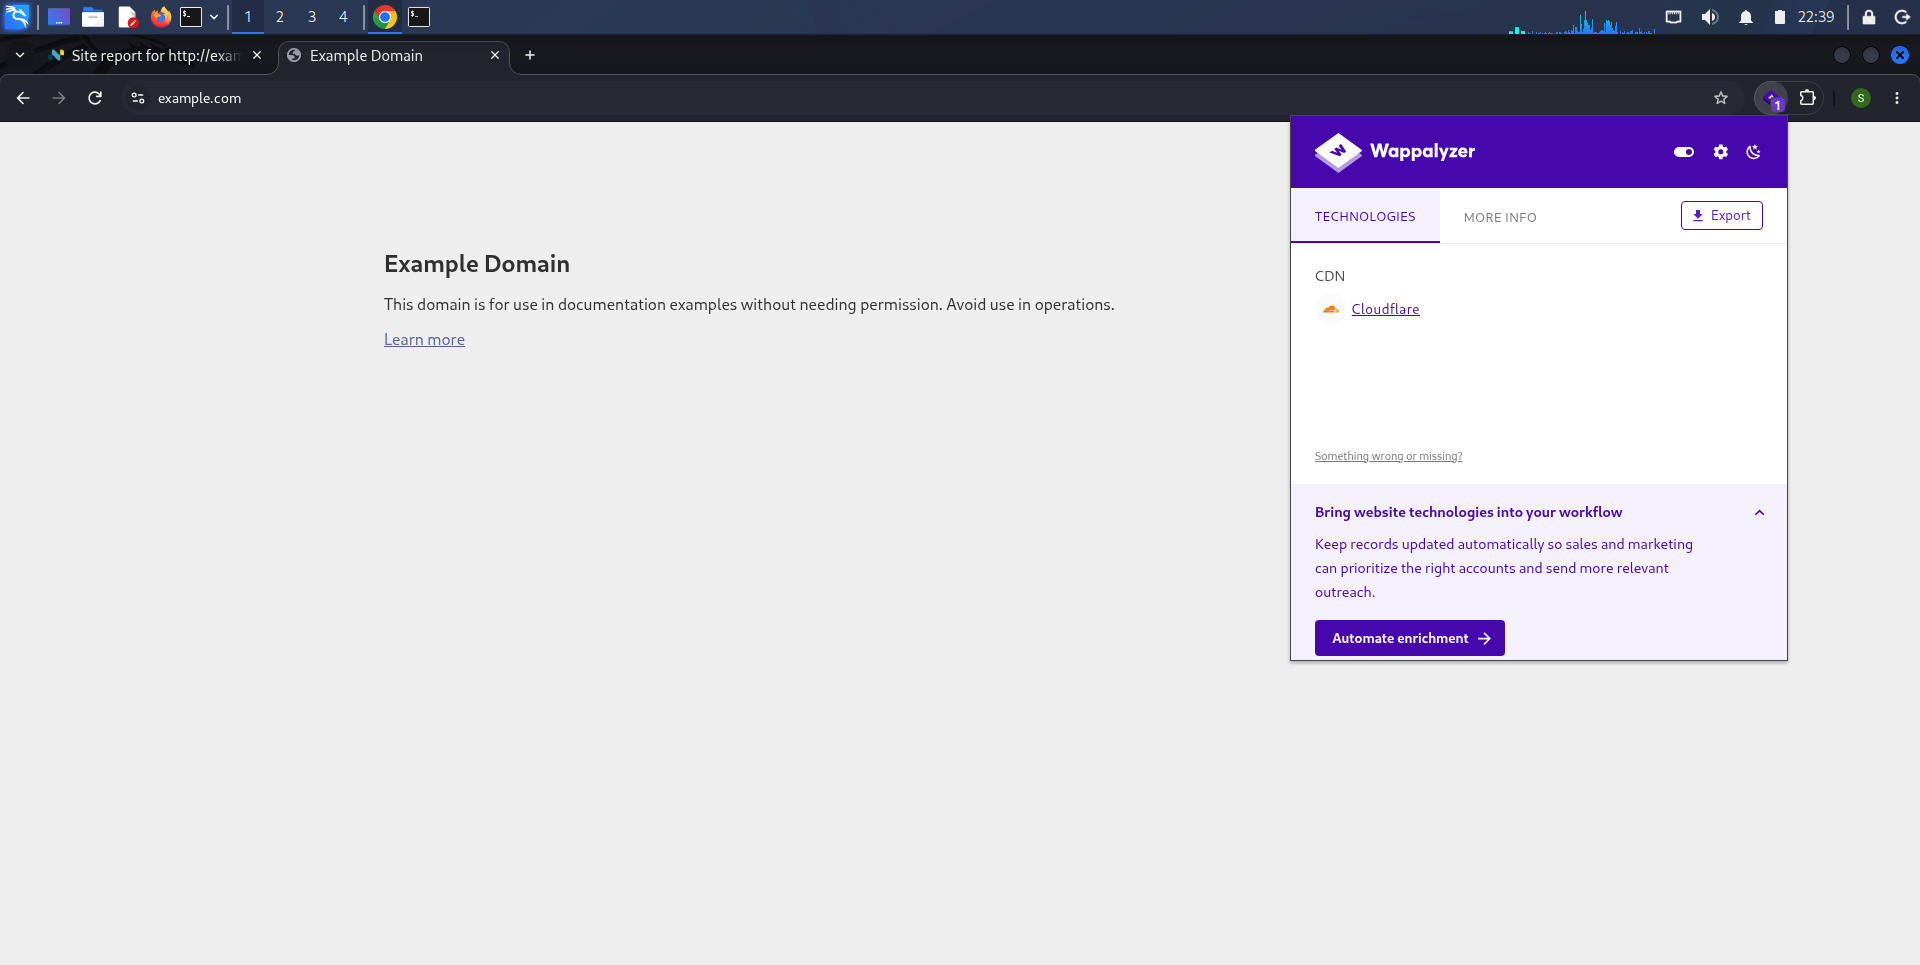 1 2 3 4
22:39
Site report for http://exam
Example Domain
example.com
1
S
Wappalyzer
TECHNOLOGIES
MORE INFO
Export
CDN
Cloudflare
Something wrong or missing?
Bring website technologies into your workflow
Keep records updated automatically so sales and marketing
can prioritize the right accounts and send more relevant
outreach.
Automate enrichment
Example Domain
This domain is for use in documentation examples without needing permission. Avoid use in operations.
Learn more